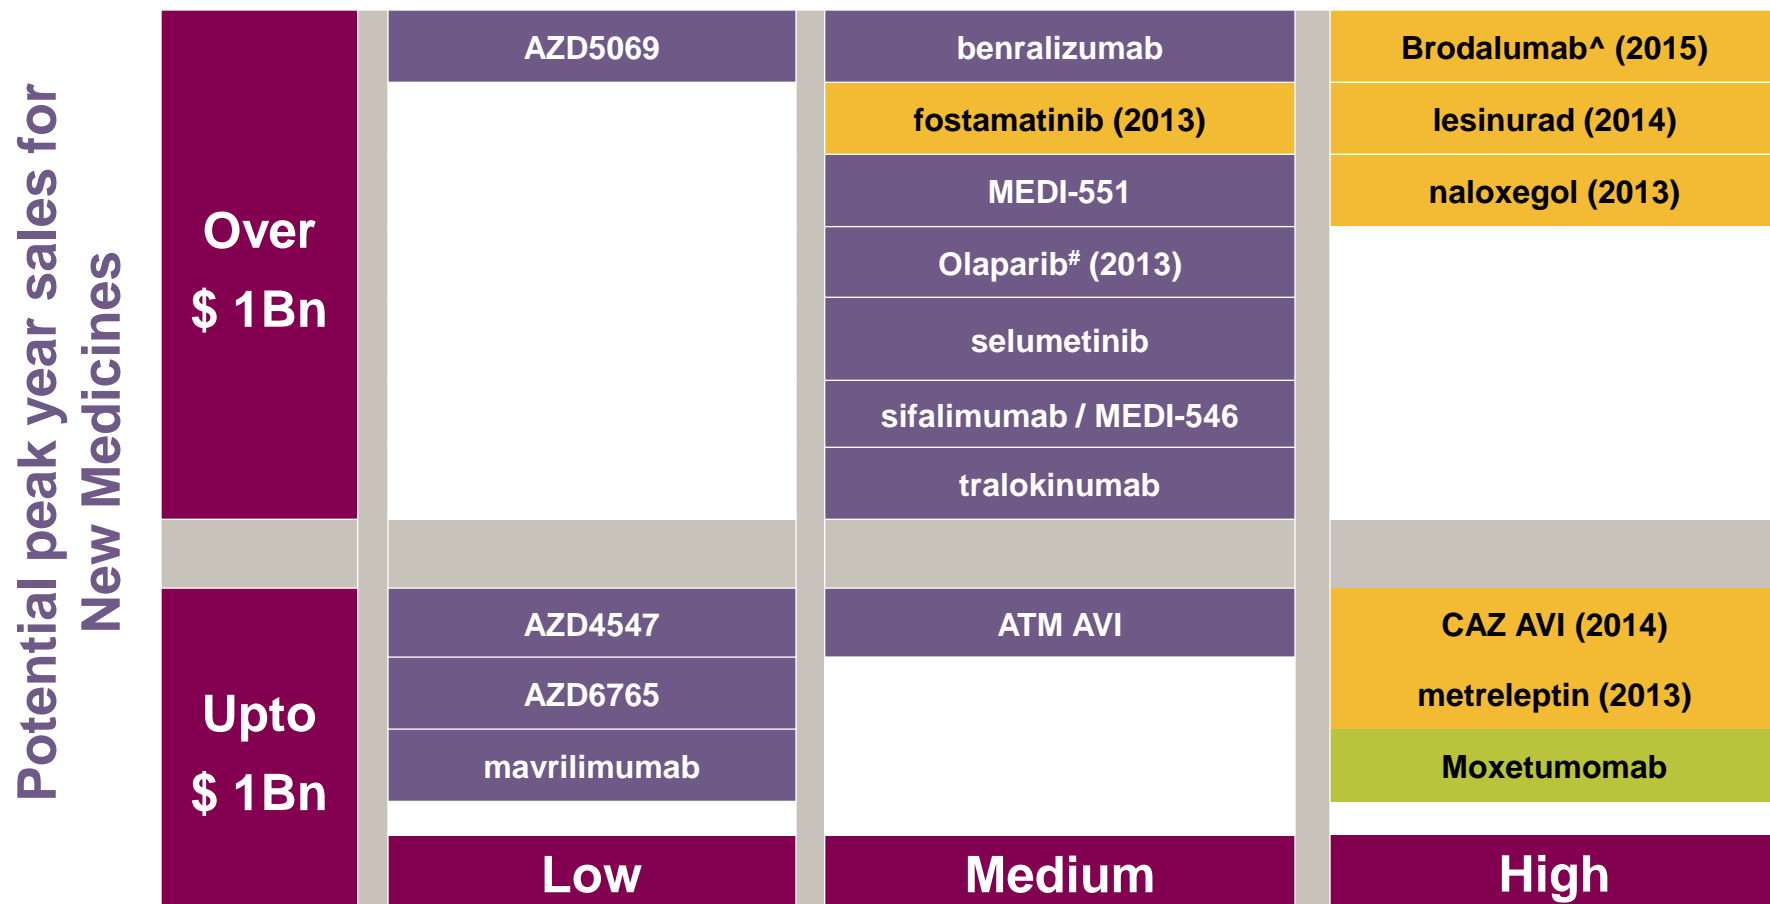 Potential peak year sales for
New Medicines
Over
$ 1Bn
AZD5069
benralizumab
Brodalumab^ (2015)
fostamatinib (2013)
lesinurad (2014)
MEDI-551
naloxegol (2013)
Olaparib# (2013)
selumetinib
sifalimumab / MEDI-546
tralokinumab
Upto
$ 1Bn
AZD4547
ATM AVI
CAZ AVI (2014)
AZD6765
metreleptin (2013)
mavrilimumab
Moxetumomab
Low
Medium
High